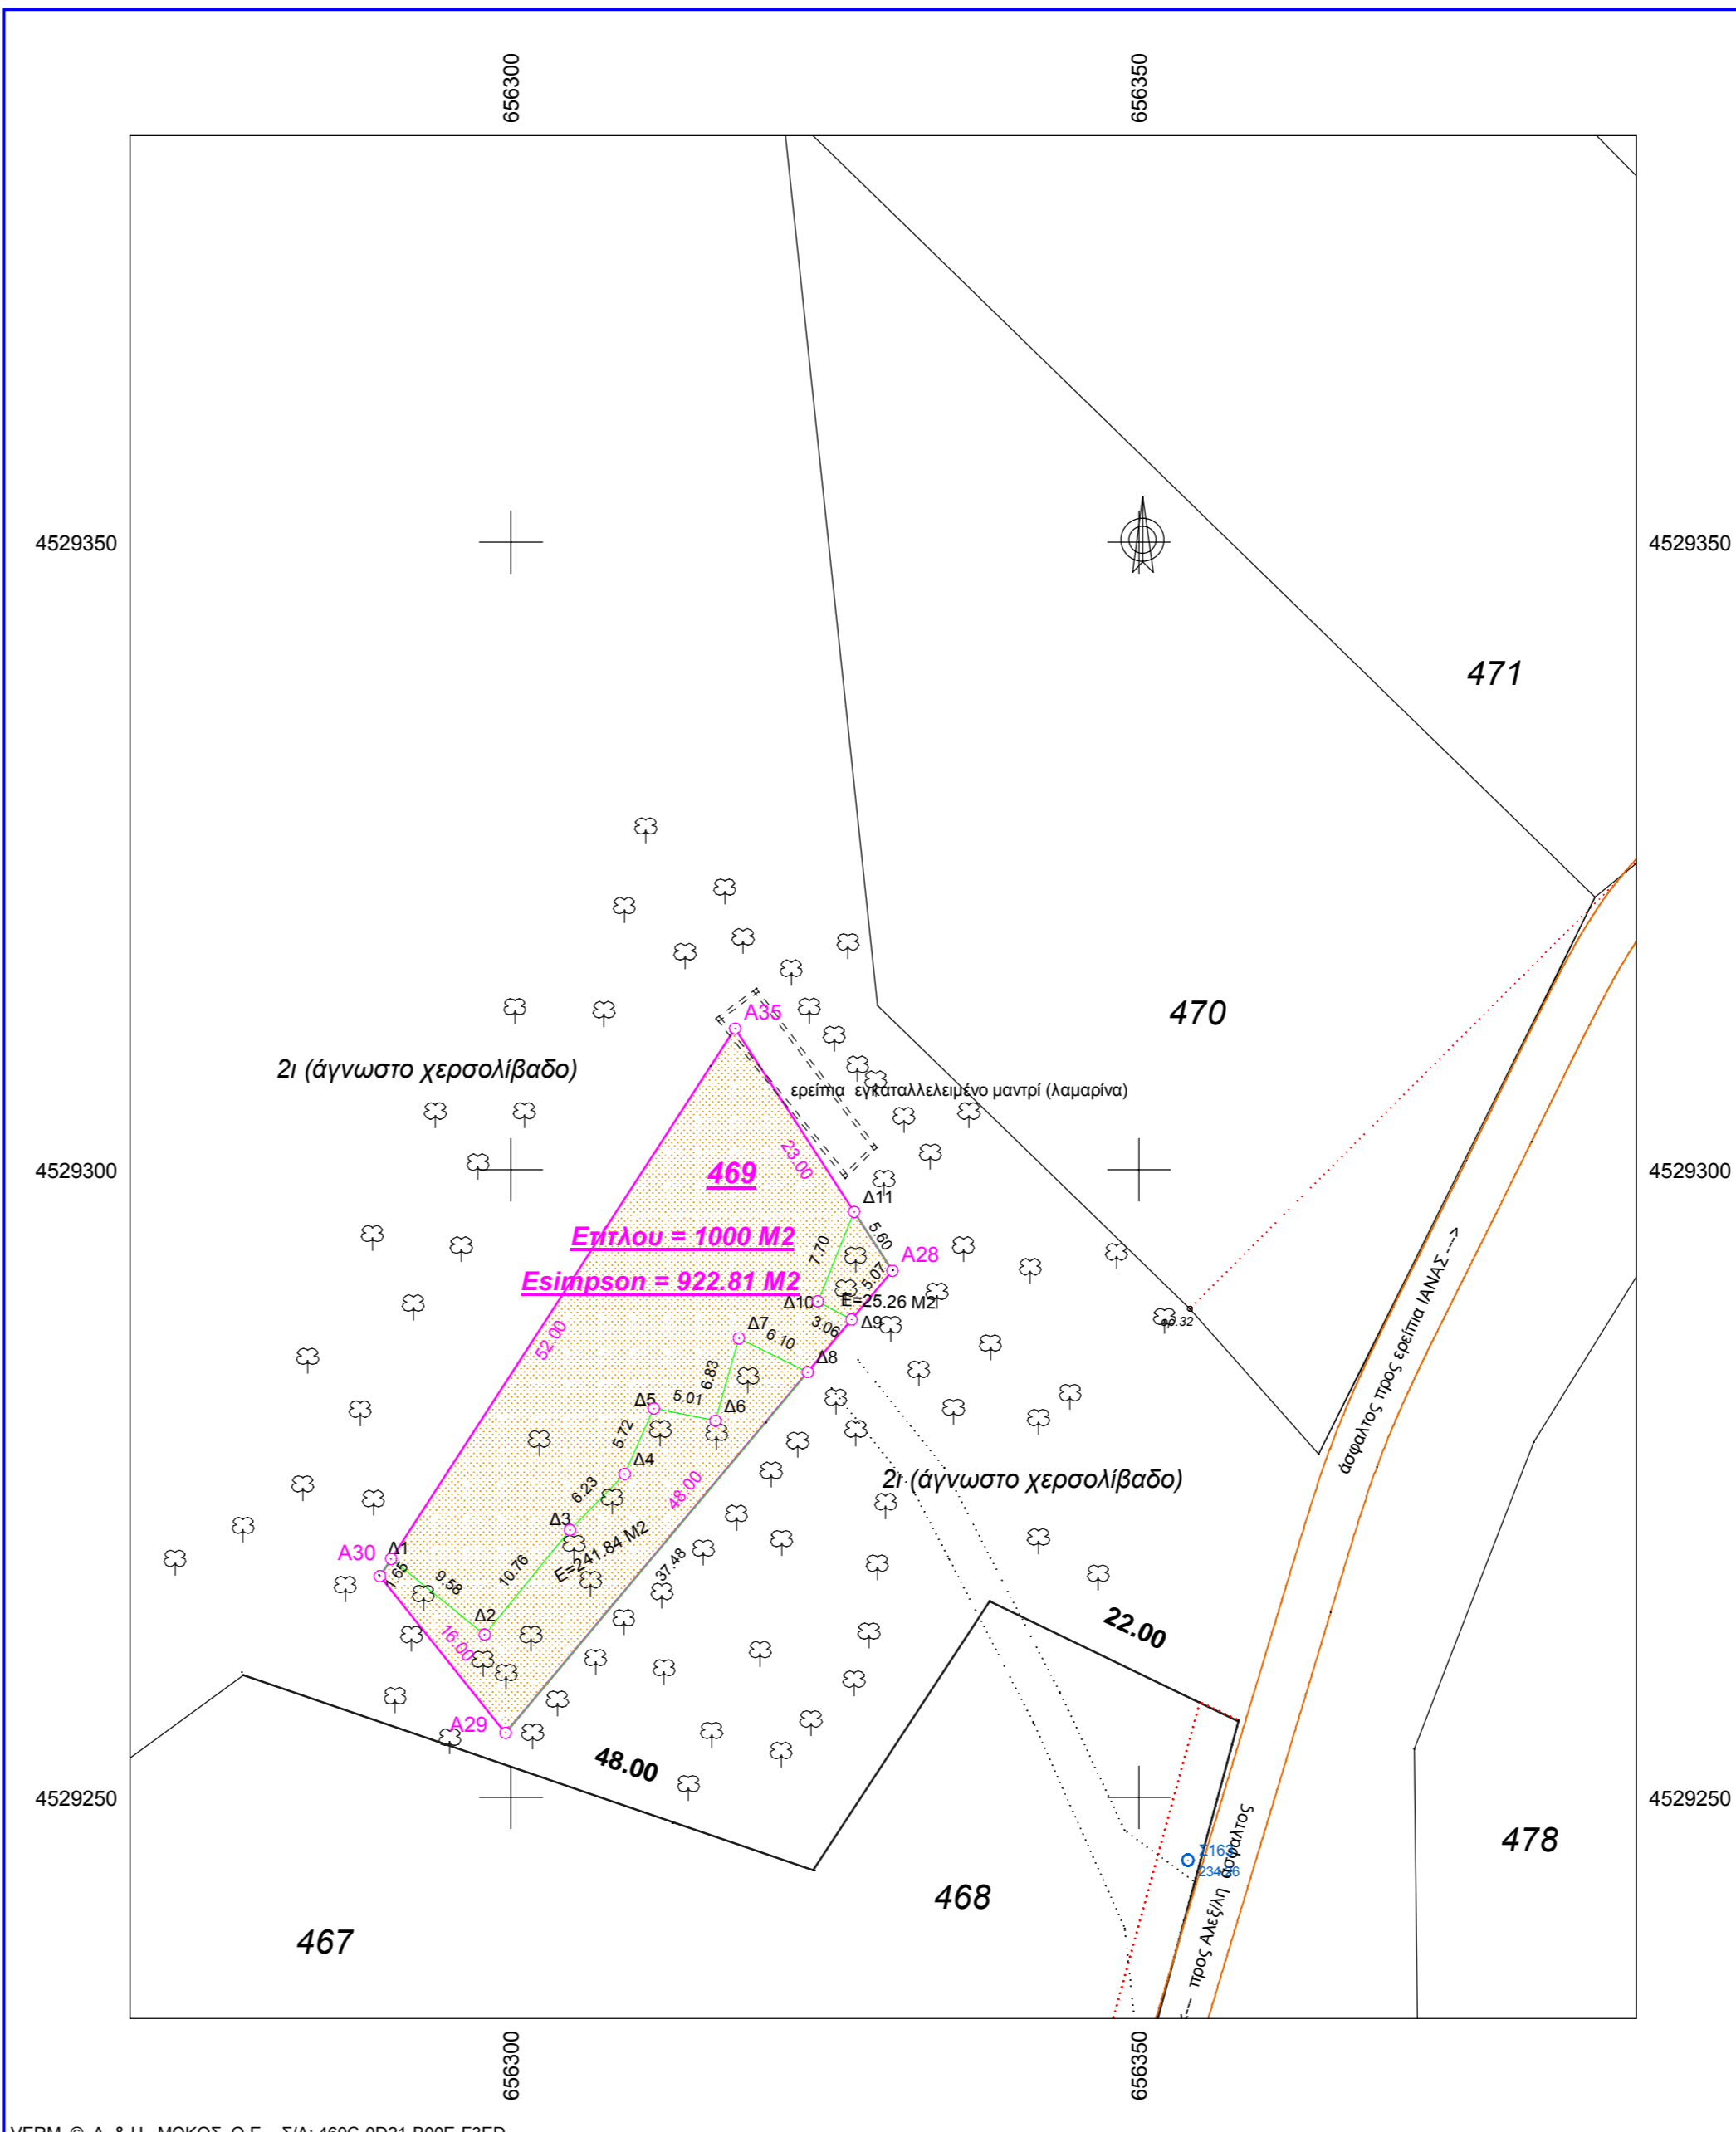 656300
656350
4529350
4529350
471
470
A35
2ι (άγνωστο χερσολίβαδο)
ερείπια εγκαταλλελειμένο μαντρί (λαμαρίνα)
23.00
4529300
469
4529300
Δ11
Ετίτλου = 1000 M2
5.60
7.70
A28
5.07
Esimpson = 922.81 M2
Δ10
E=25.26 M2
3.06
Δ9
Δ7
6.10
52.00
Δ8
6.83
άσφαλτος προς ερείπια ΙΑΝΑΣ ---->
Δ5
5.01
Δ6
5.72
Δ4
2ι (άγνωστο χερσολίβαδο)
48.00
6.23
Δ3
Δ1
A30
1.65
9.58
10.76
E=241.84 M2
37.48
Δ2
16.00
22.00
A29
48.00
4529250
4529250
478
Σ163
<---- προς Αλεξ/λη άσφαλτος
468
467
656300
656350